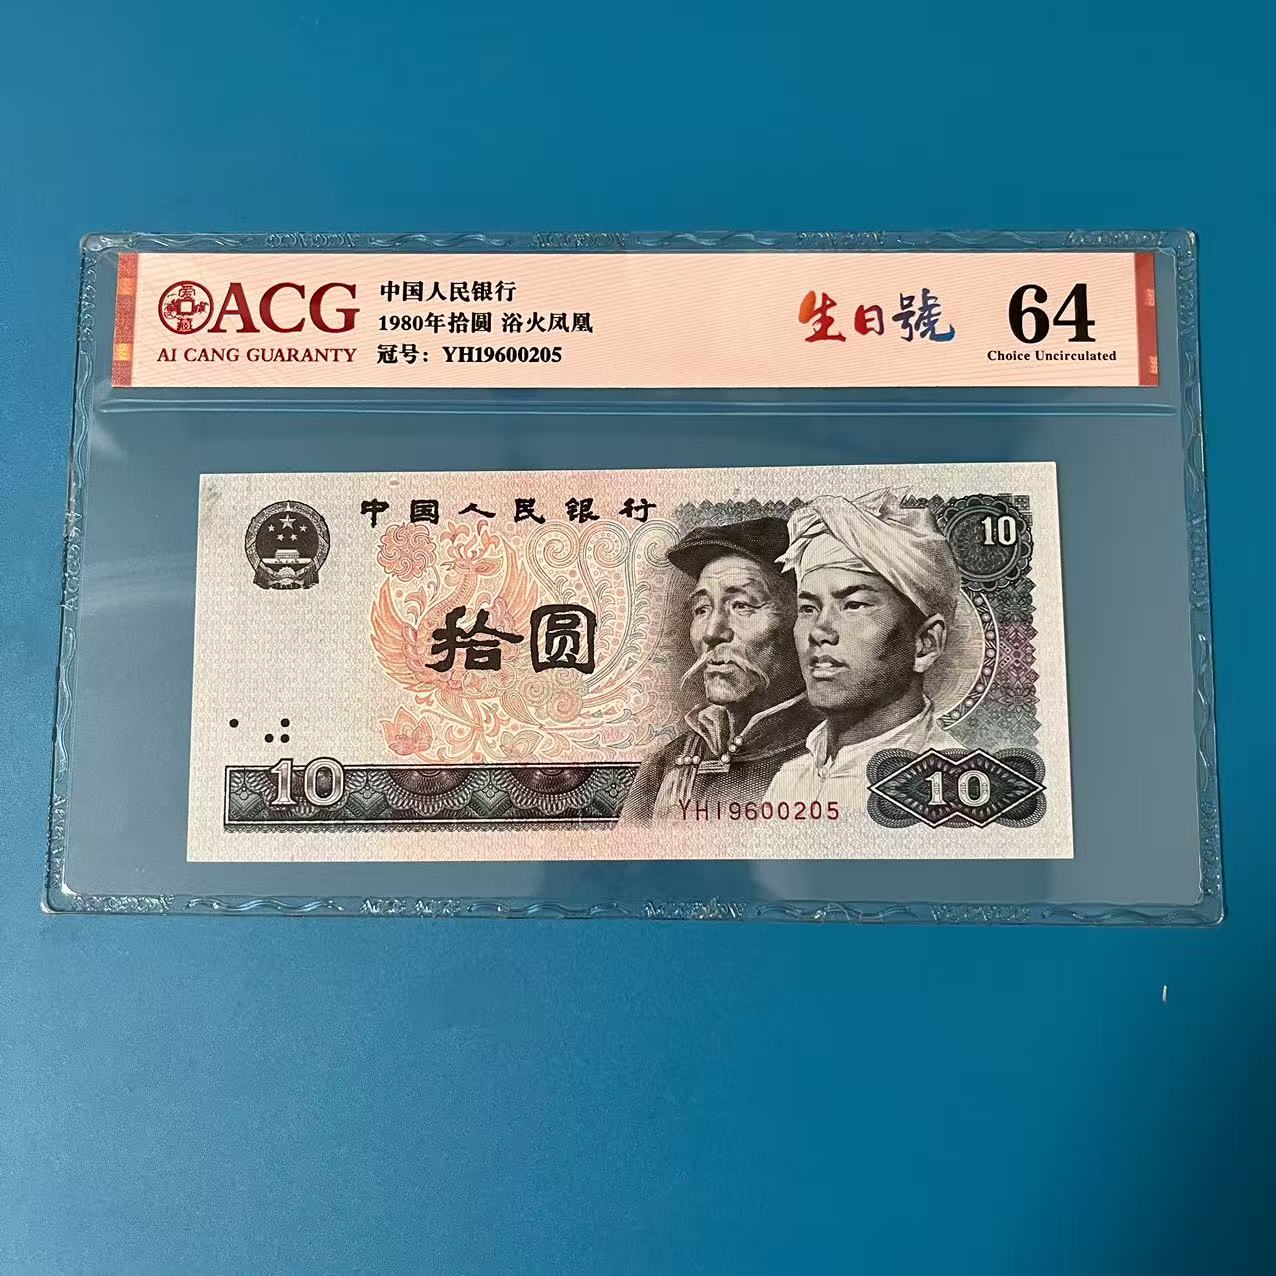 ACG
AI CANG GUARANTY
中国人民银行
1980年拾圆 浴火凤凰
冠号：YH19600205
生日號
64
Choice Uncirculated
中国人民银行
10
拾圆
10
YH19600205
10